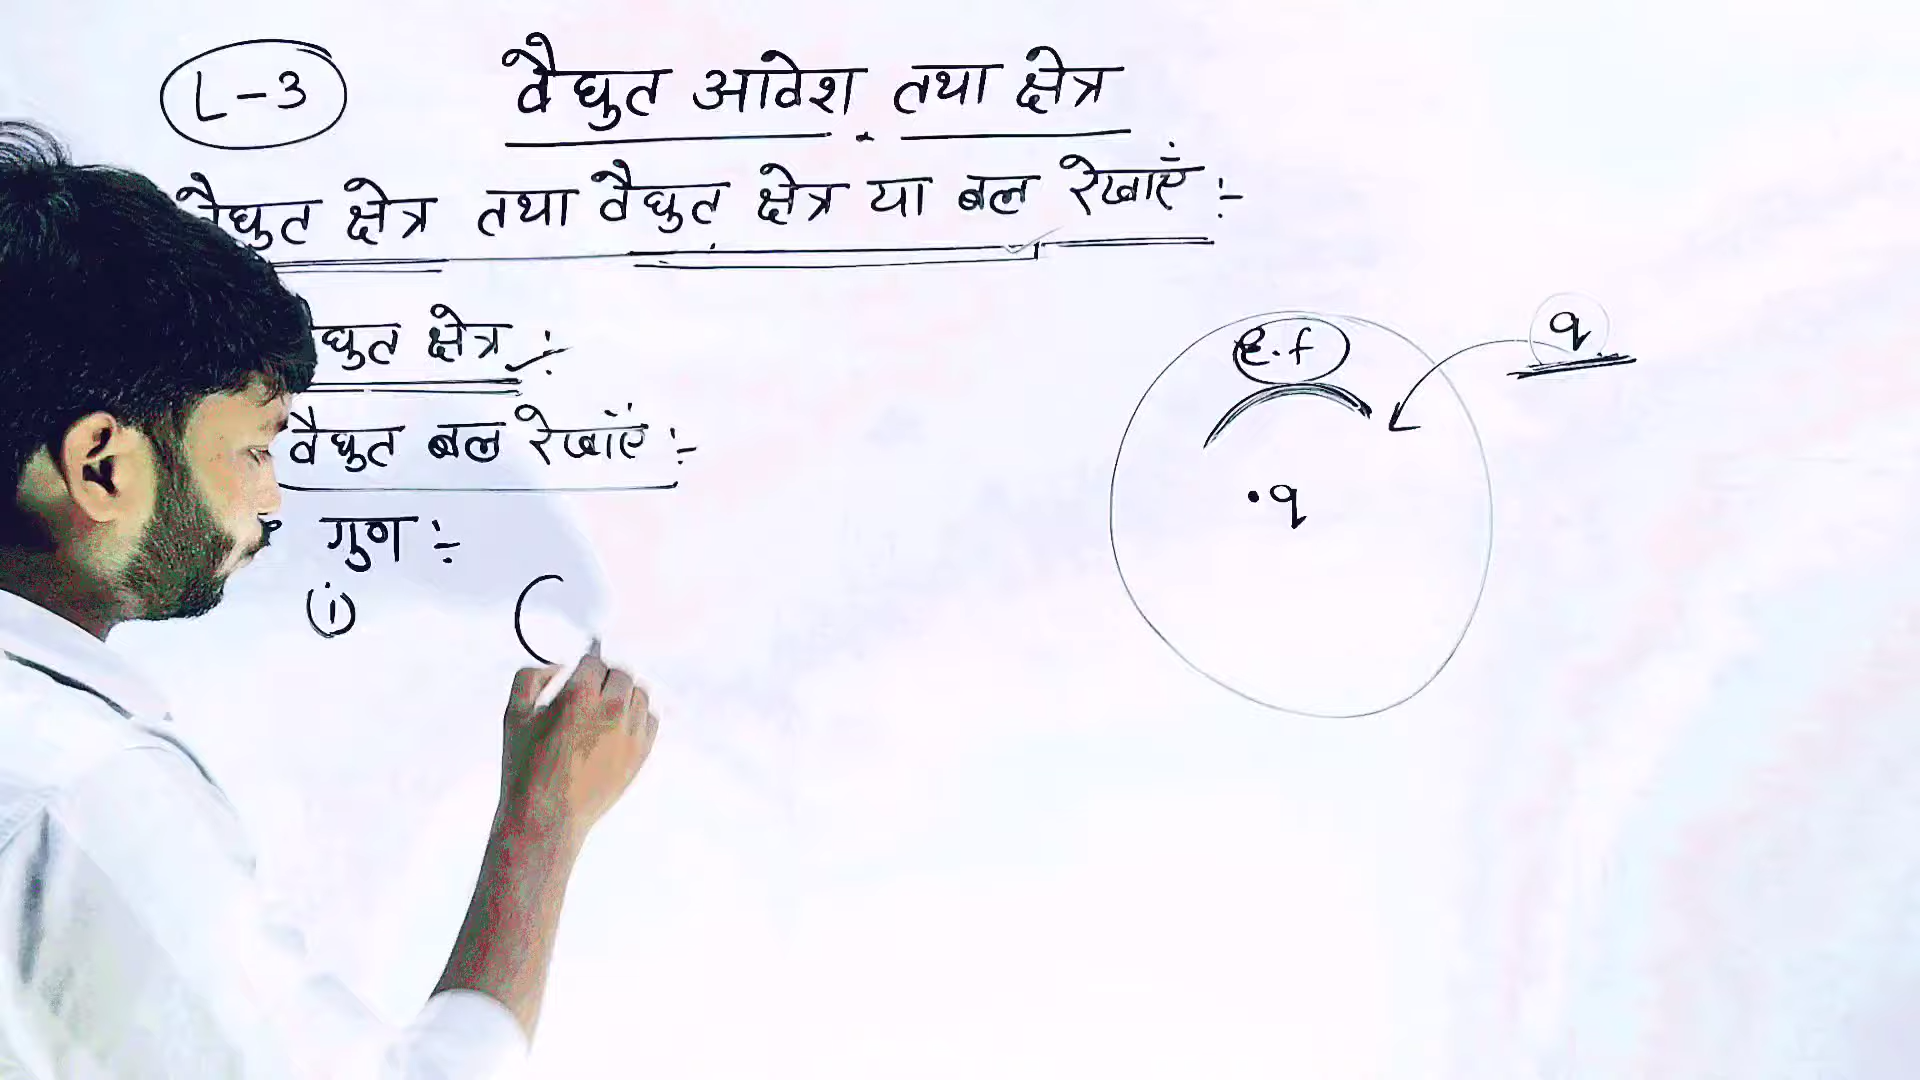 L-3
वैद्युत आवेश तथा क्षेत्र
वैद्युत क्षेत्र तथा वैद्युत क्षेत्र या बल रेखाएँ :-
द्युत क्षेत्र :-
वैद्युत बल रेखाएँ :-
गुण :-
(i)
E.f
q
.q